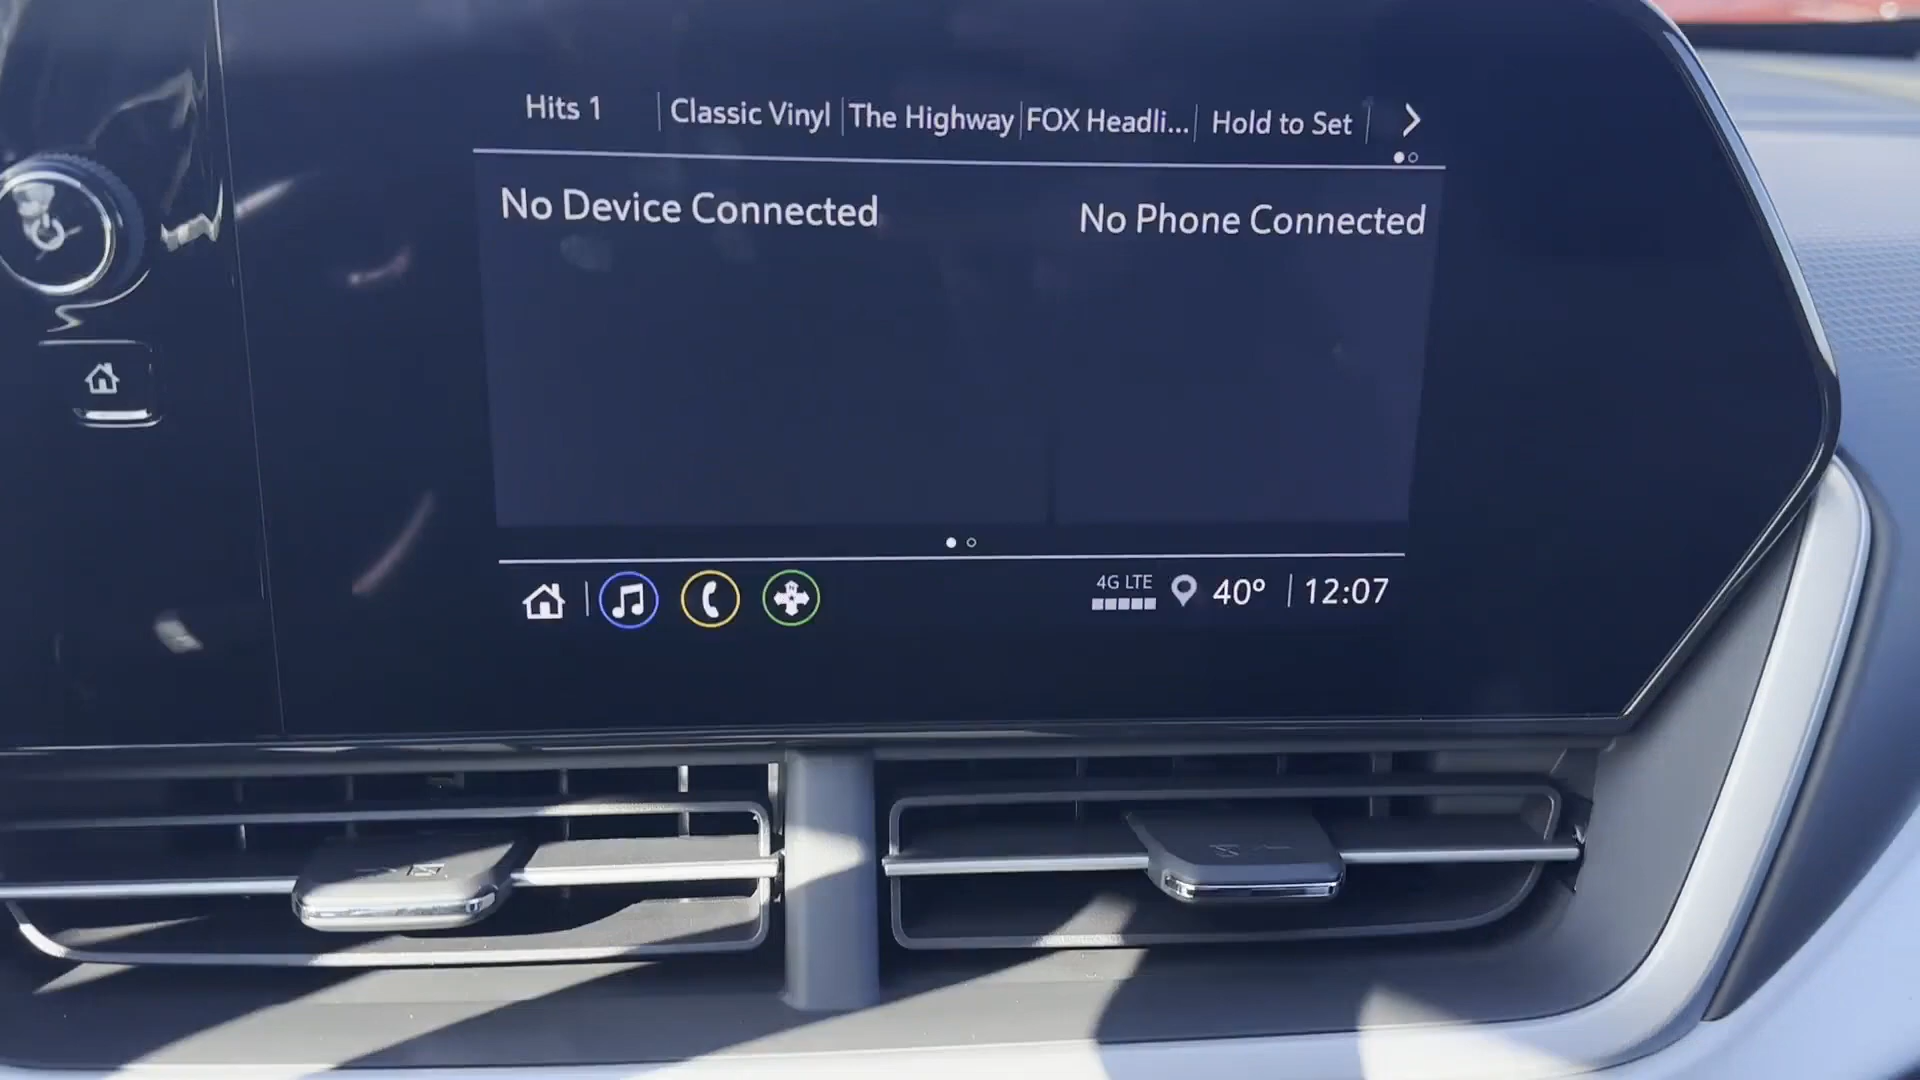 Hits 1
Classic Vinyl
The Highway
FOX Headli...
Hold to Set
No Device Connected
No Phone Connected
4G LTE
40°
12:07